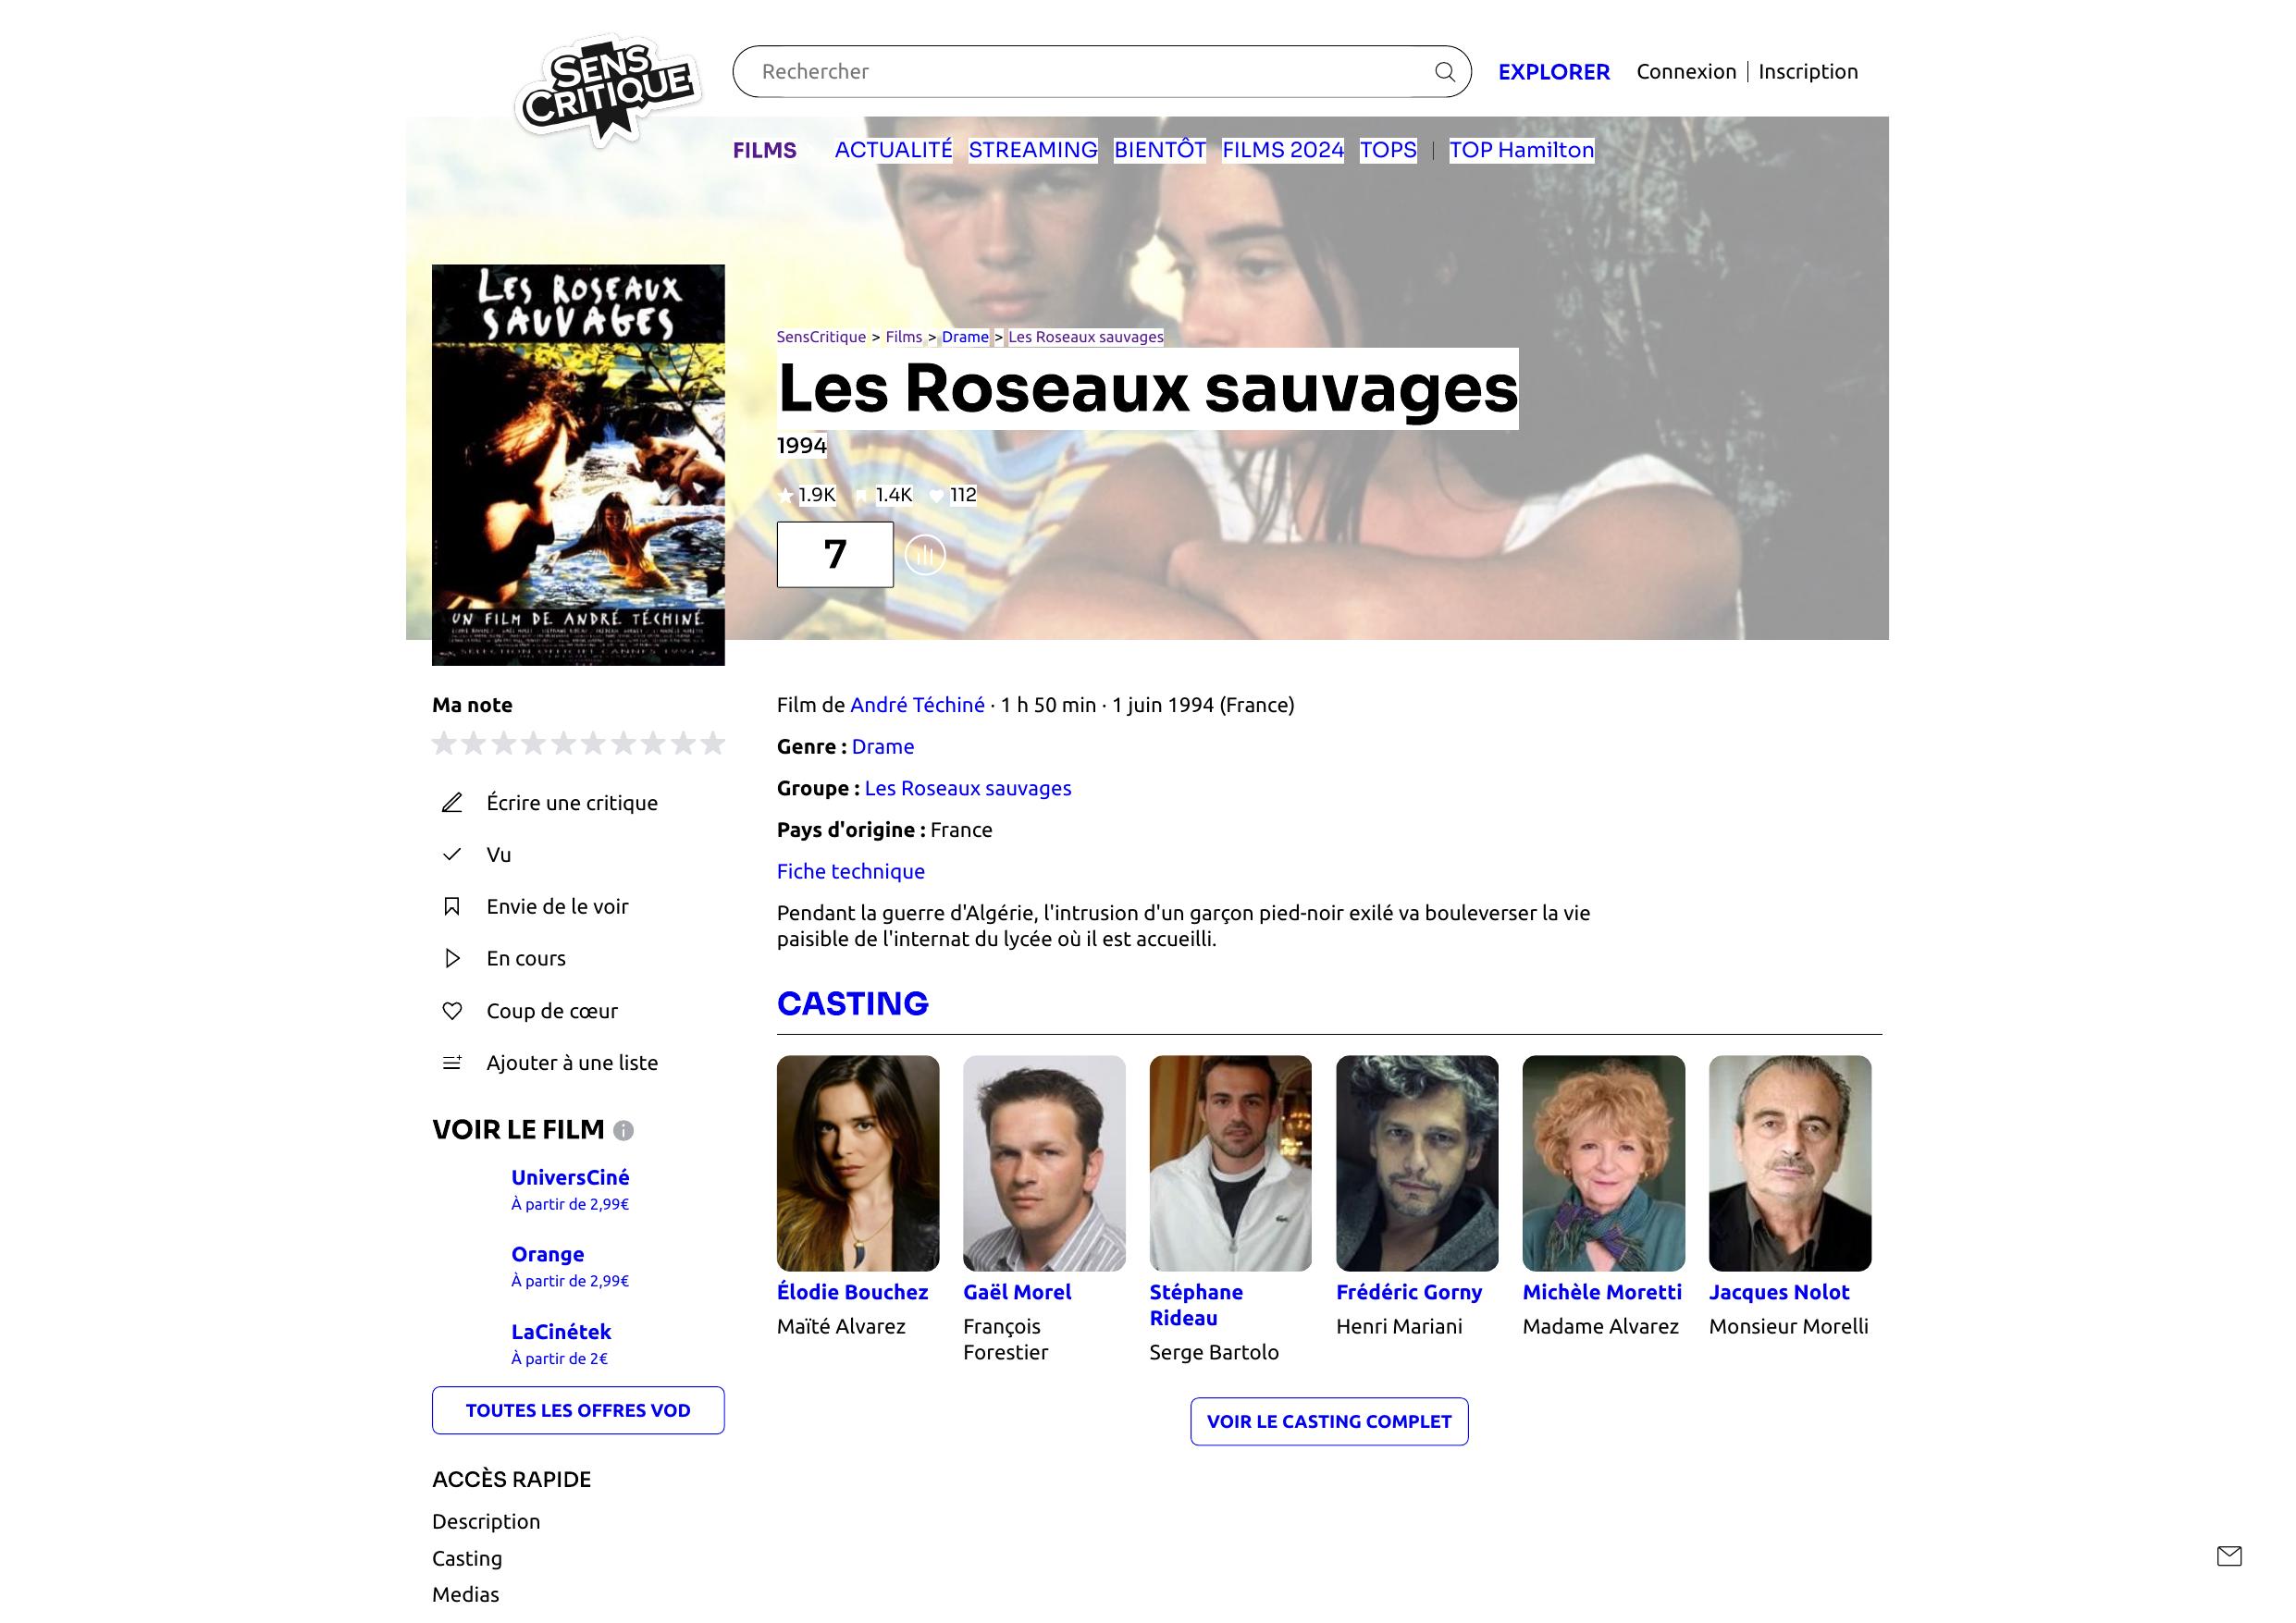 SENS
CRITIQUE
Rechercher
EXPLORER
Connexion
Inscription
FILMS
ACTUALITÉ
STREAMING
BIENTÔT
FILMS 2024
TOPS
TOP Hamilton
LES ROSEAUX
SAUVAGES
UN FILM DE ANDRÉ TÉCHINÉ
SensCritique > Films > Drame > Les Roseaux sauvages
Les Roseaux sauvages
1994
1.9K 1.4K 112
7
Ma note
Écrire une critique
Vu
Envie de le voir
En cours
Coup de cœur
Ajouter à une liste
VOIR LE FILM
UniversCiné
À partir de 2,99€
Orange
À partir de 2,99€
LaCinétek
À partir de 2€
TOUTES LES OFFRES VOD
ACCÈS RAPIDE
Description
Casting
Medias
Film de André Téchiné · 1 h 50 min · 1 juin 1994 (France)
Genre : Drame
Groupe : Les Roseaux sauvages
Pays d'origine : France
Fiche technique
Pendant la guerre d'Algérie, l'intrusion d'un garçon pied-noir exilé va bouleverser la vie
paisible de l'internat du lycée où il est accueilli.
CASTING
Élodie Bouchez
Maïté Alvarez
Gaël Morel
François
Forestier
Stéphane
Rideau
Serge Bartolo
Frédéric Gorny
Henri Mariani
Michèle Moretti
Madame Alvarez
Jacques Nolot
Monsieur Morelli
VOIR LE CASTING COMPLET